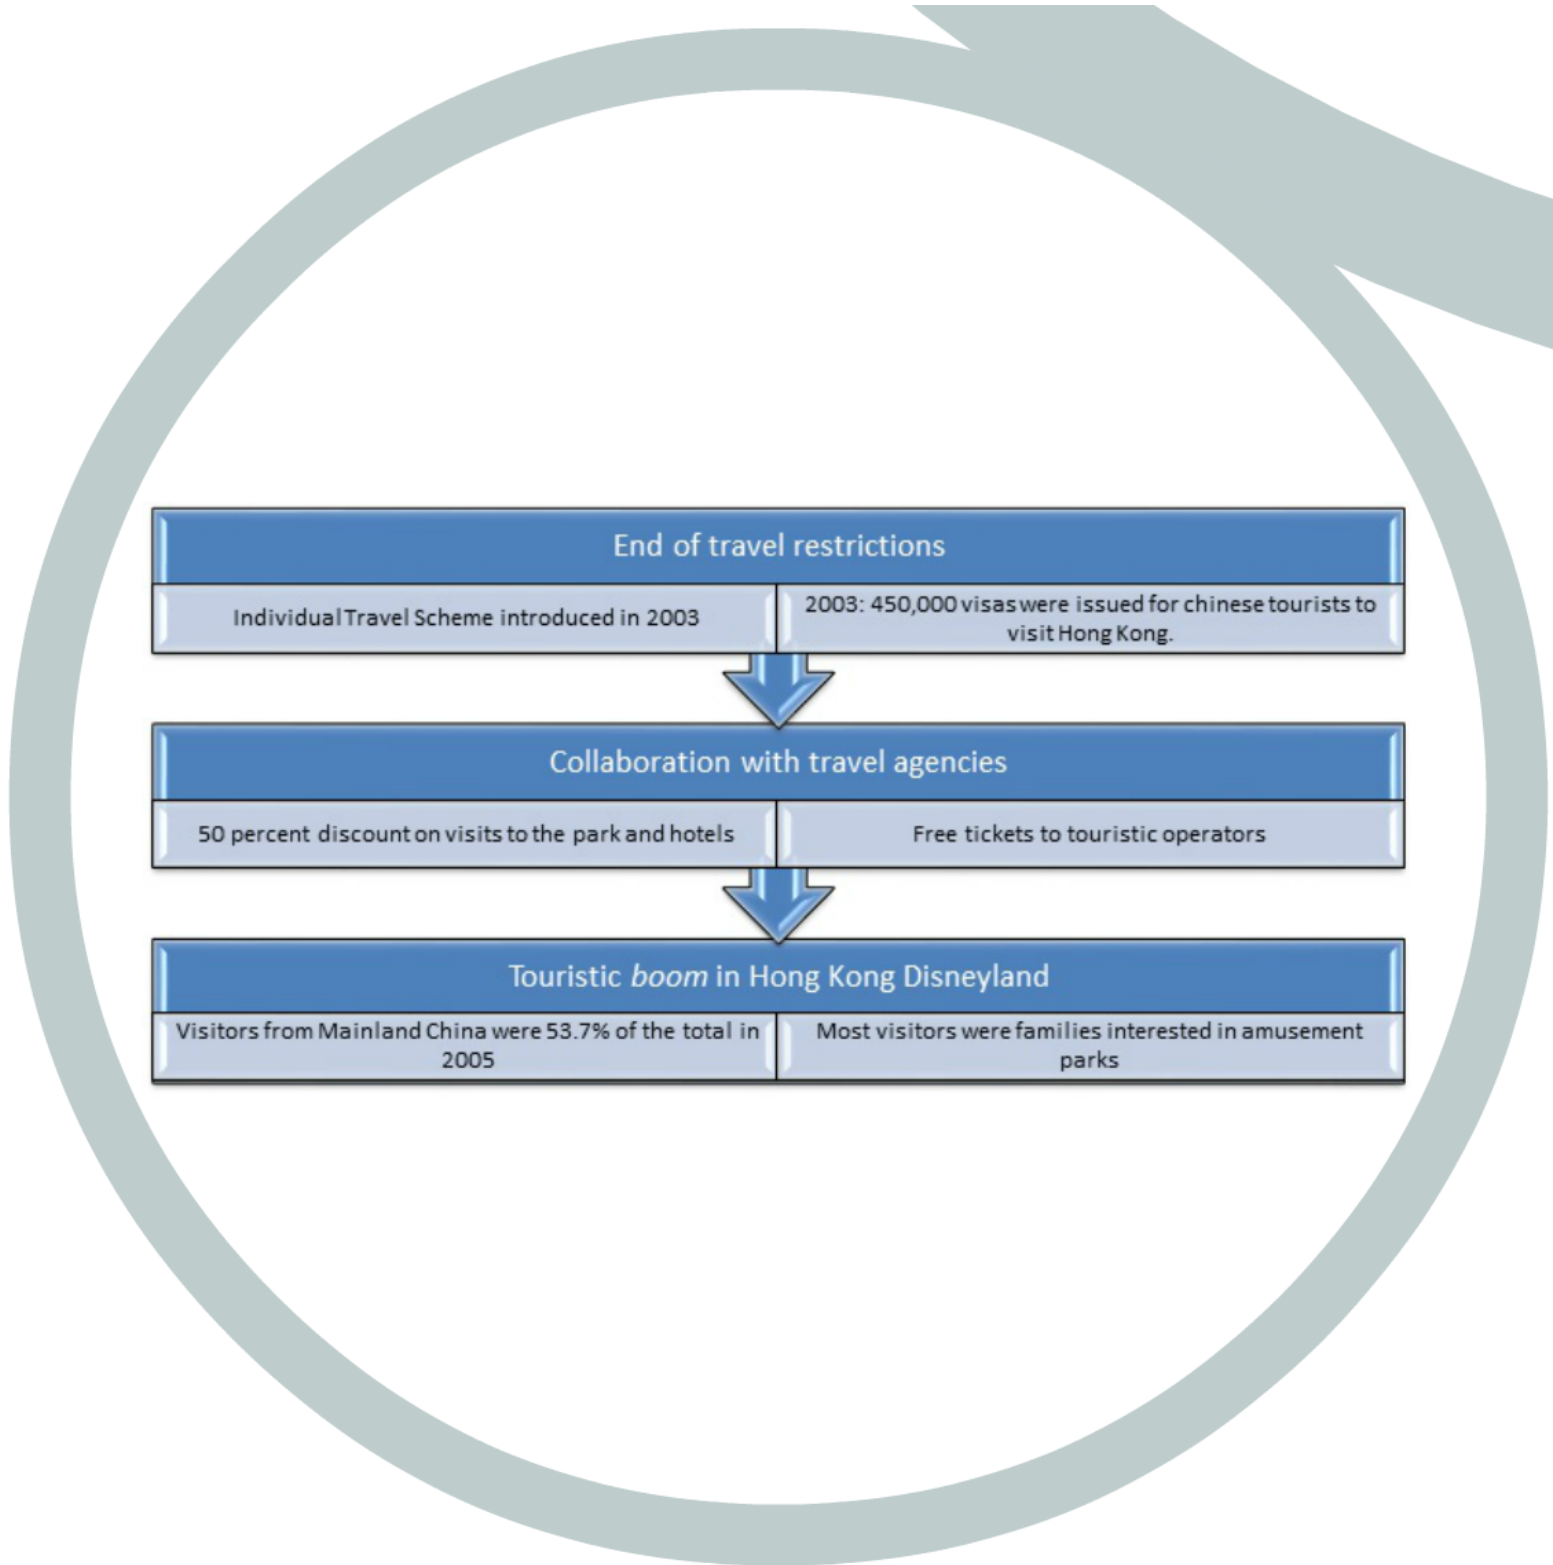 End of travel restrictions
Individual Travel Scheme introduced in 2003
2003: 450,000 visas were issued for chinese tourists to
visit Hong Kong.
Collaboration with travel agencies
50 percent discount on visits to the park and hotels
Free tickets to touristic operators
Touristic boom in Hong Kong Disneyland
Visitors from Mainland China were 53.7% of the total in
2005
Most visitors were families interested in amusement
parks